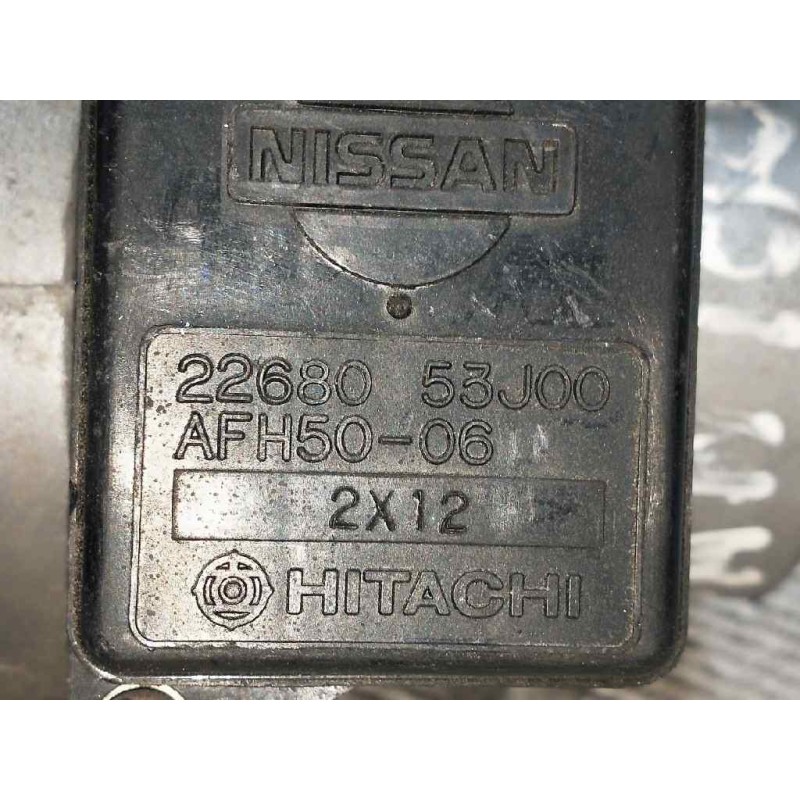 NISSAN
22680 53J00
AFH50-06
2X12
HITACHI